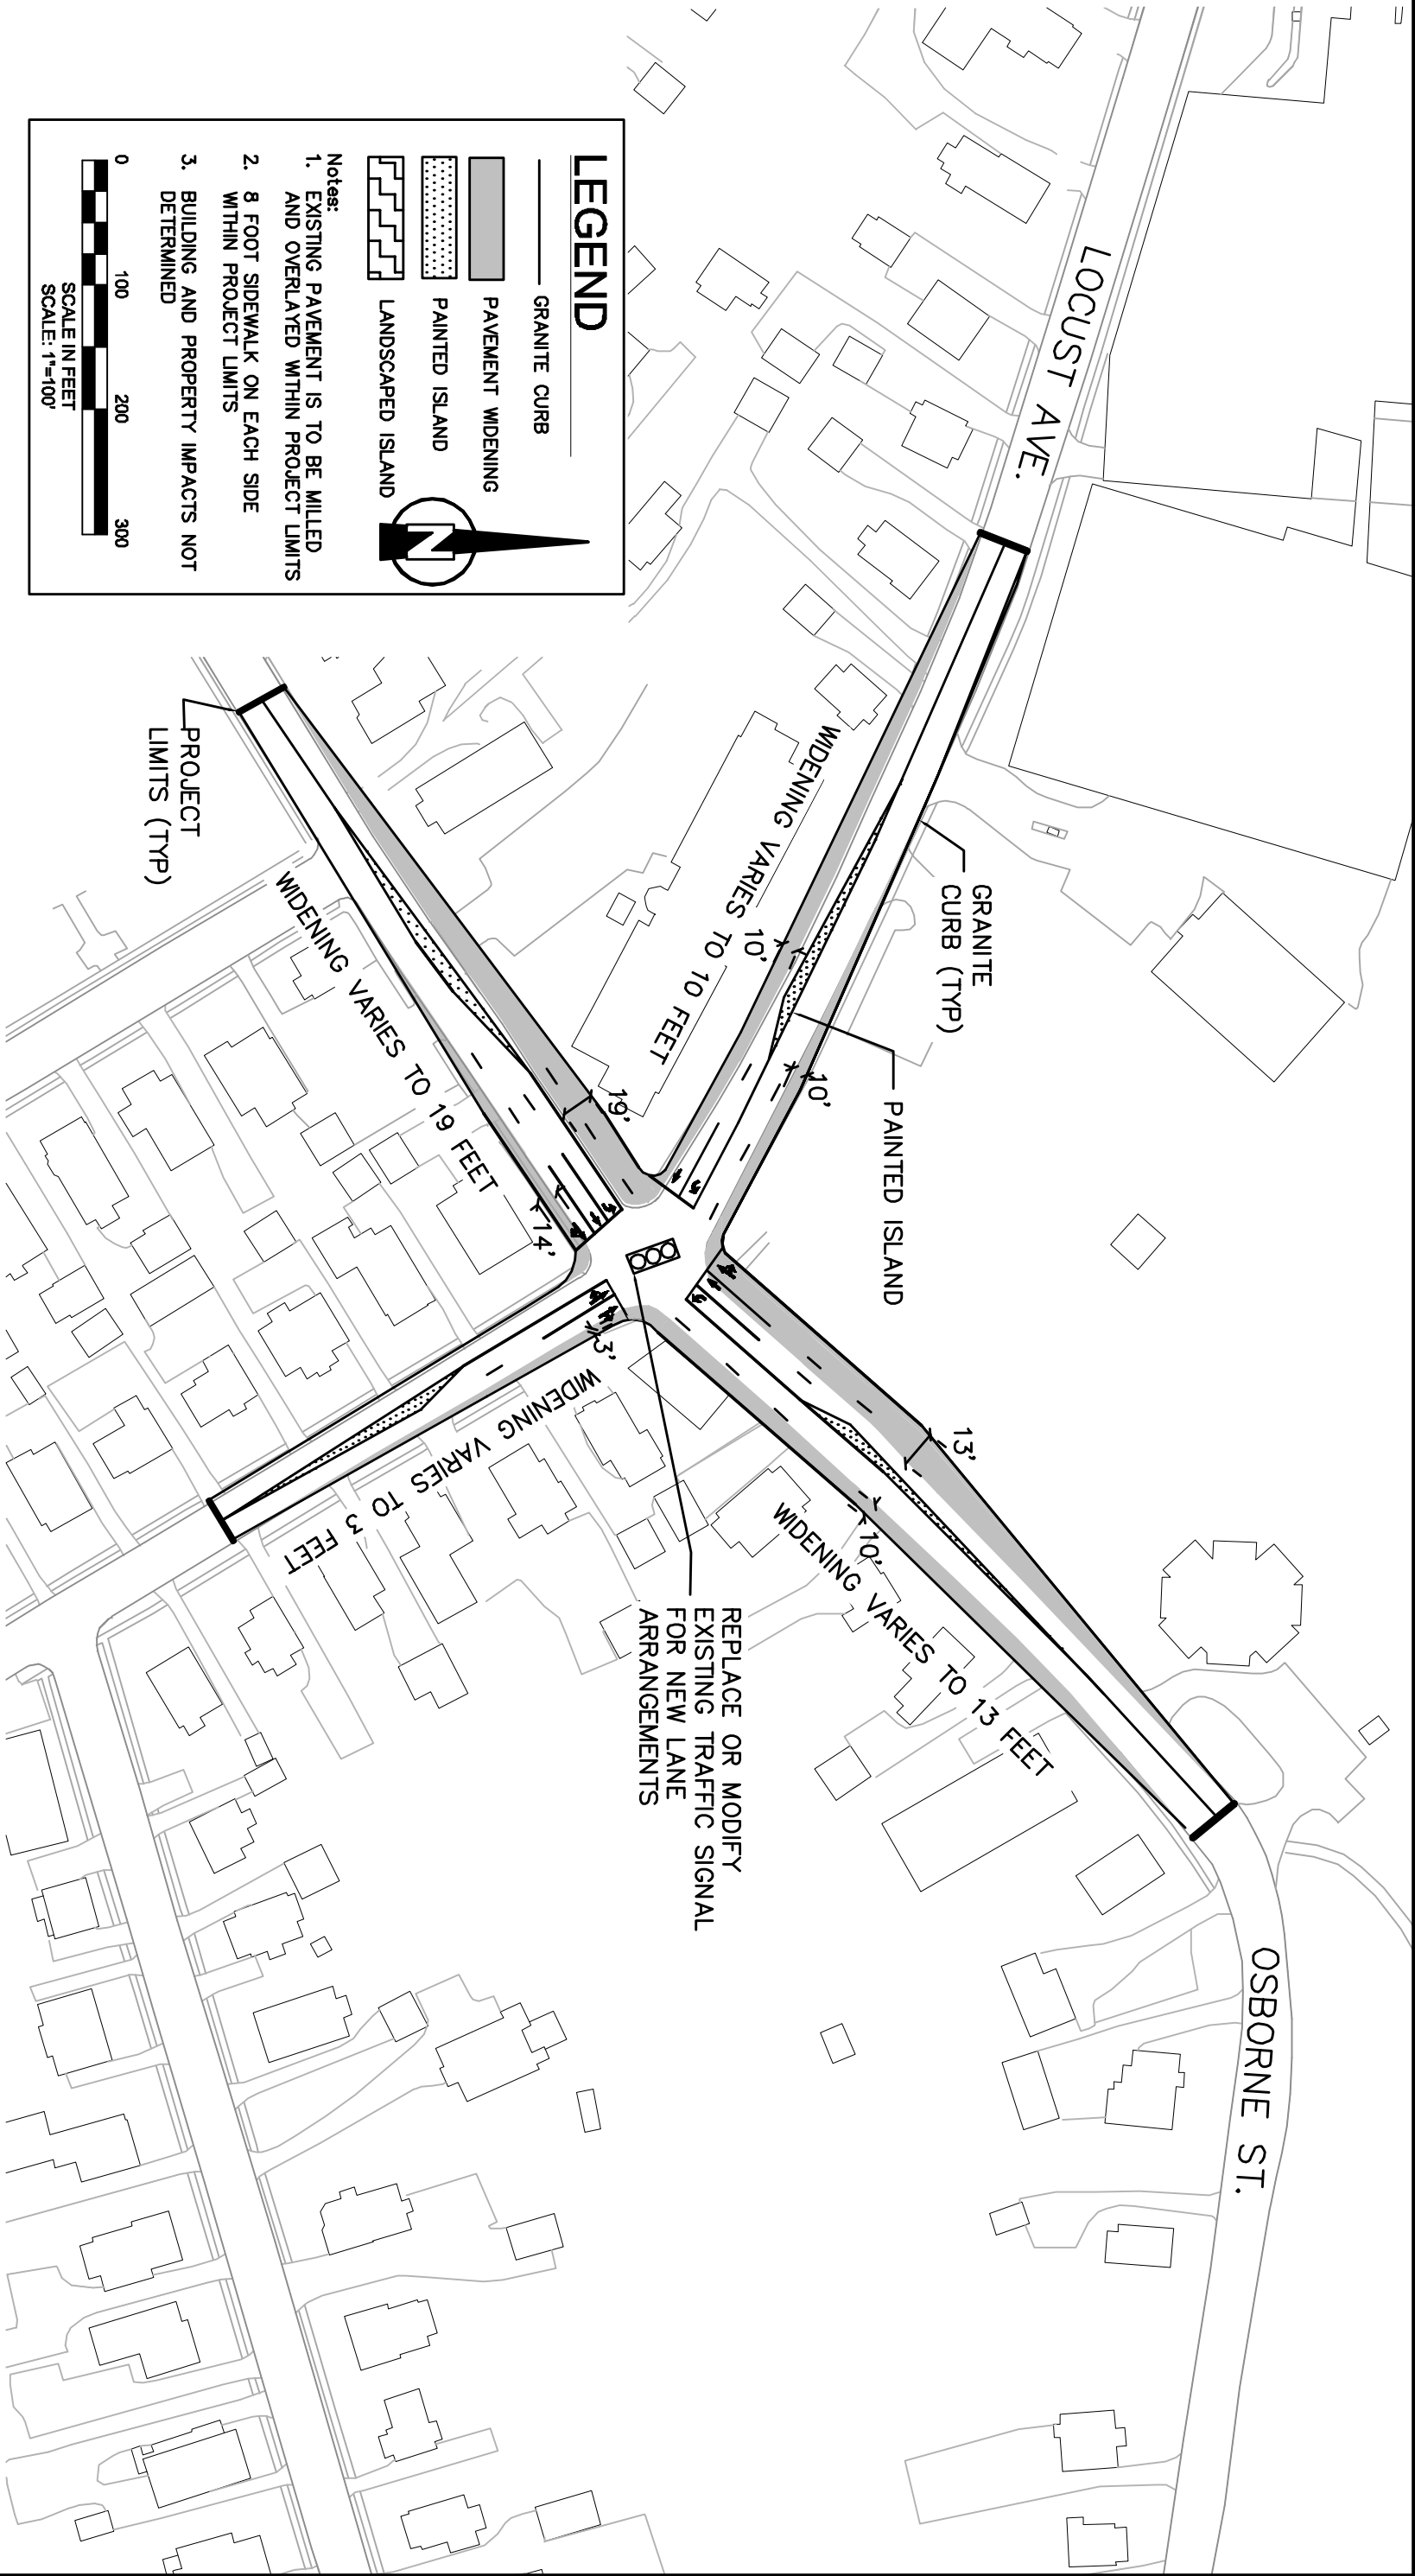 LOCUST AVE.
OSBORNE ST.
GRANITE
CURB (TYP)
PAINTED ISLAND
WIDENING VARIES TO 10 FEET
10'
10'
19'
14'
WIDENING VARIES TO 19 FEET
PROJECT
LIMITS (TYP)
13'
10'
WIDENING VARIES TO 13 FEET
3'
WIDENING VARIES TO 3 FEET
REPLACE OR MODIFY
EXISTING TRAFFIC SIGNAL
FOR NEW LANE
ARRANGEMENTS
LEGEND
GRANITE CURB
PAVEMENT WIDENING
PAINTED ISLAND
LANDSCAPED ISLAND
N
Notes:
1. EXISTING PAVEMENT IS TO BE MILLED
AND OVERLAYED WITHIN PROJECT LIMITS
2. 8 FOOT SIDEWALK ON EACH SIDE
WITHIN PROJECT LIMITS
3. BUILDING AND PROPERTY IMPACTS NOT
DETERMINED
0 100 200 300
SCALE IN FEET
SCALE: 1"=100'